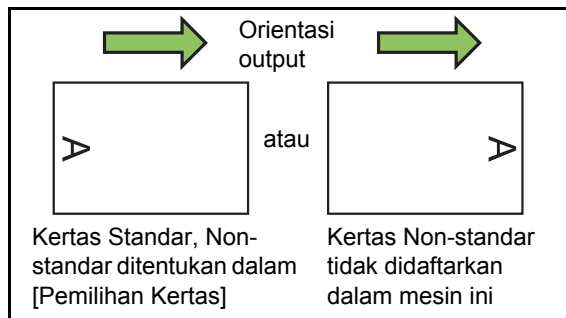 Orientasi
output
A
atau
A
Kertas Standar, Non-
standar ditentukan dalam
[Pemilihan Kertas]
Kertas Non-standar
tidak didaftarkan
dalam mesin ini